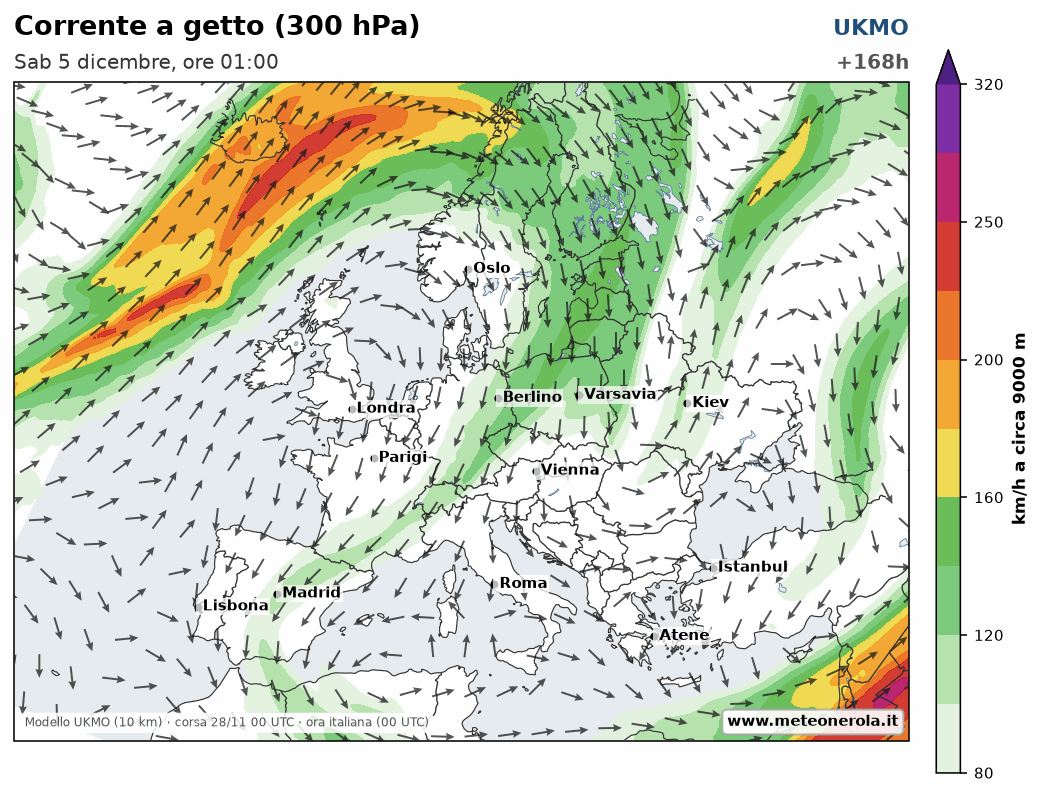 Corrente a getto (300 hPa)
UKMO
Sab 5 dicembre, ore 01:00
+168h
320
250
200
160
120
80
km/h a circa 9000 m
Oslo
Berlino
Varsavia
Kiev
Londra
Parigi
Vienna
Istanbul
Roma
Madrid
Lisbona
Atene
Modello UKMO (10 km) · corsa 28/11 00 UTC · ora italiana (00 UTC)
www.meteonerola.it